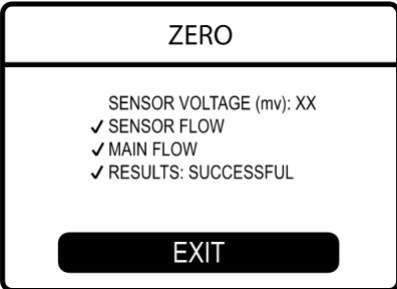 ZERO
SENSOR VOLTAGE (mv): XX
✓ SENSOR FLOW
✓ MAIN FLOW
✓ RESULTS: SUCCESSFUL
EXIT